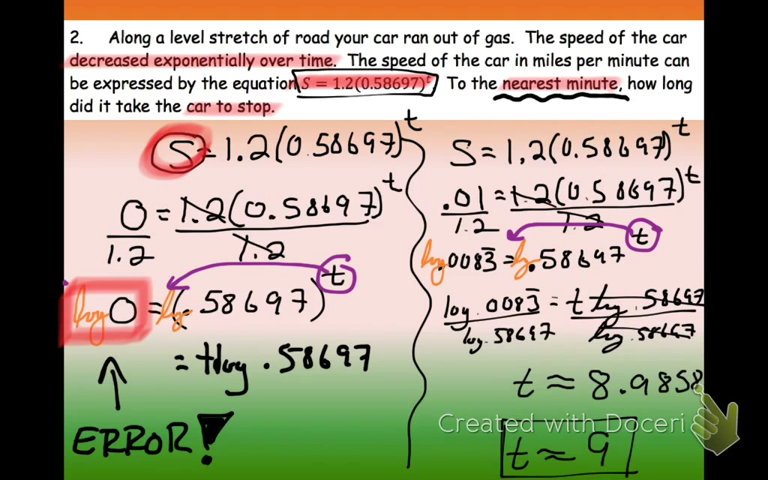 2. Along a level stretch of road your car ran out of gas. The speed of the car
decreased exponentially over time. The speed of the car in miles per minute can
be expressed by the equation S = 1.2(0.58697)^t To the nearest minute, how long
did it take the car to stop.
S = 1.2(0.58697)^t
0/1.2 = 1.2(0.58697)^t/1.2
log 0 = log(.58697)^t
= t log .58697
ERROR!
S = 1.2(0.58697)^t
.01/1.2 = 1.2(0.58697)^t/1.2
log .0083̅ = log .58697^t
log .0083̅/log .58697 = t log .58697/log .58697
t ≈ 8.9858
Created with Doceri
t ≈ 9